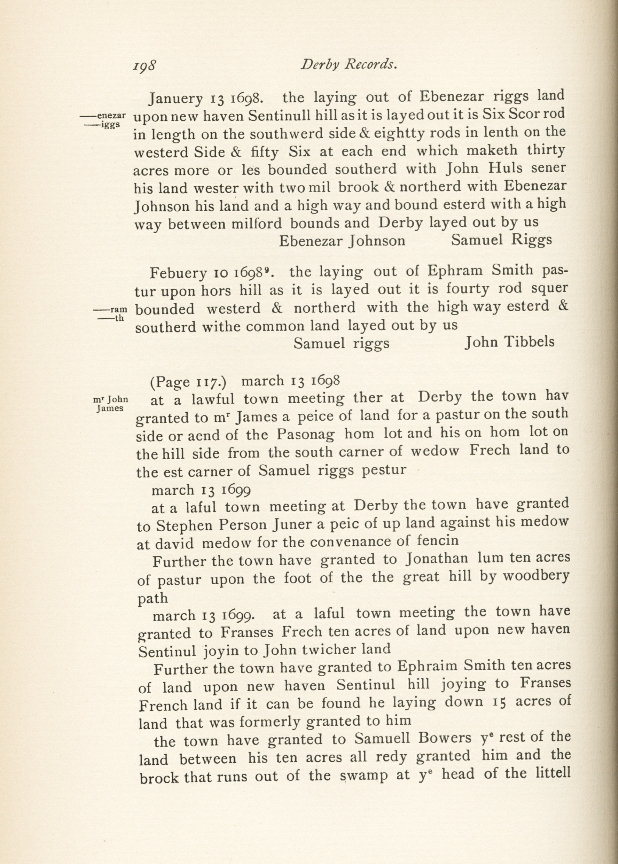 198 Derby Records.
Januery 13 1698. the laying out of Ebenezar riggs land
——enezar
——iggs
upon new haven Sentinull hill as it is layed out it is Six Scor rod
in length on the southwerd side & eightty rods in lenth on the
westerd Side & fifty Six at each end which maketh thirty
acres more or les bounded southerd with John Huls sener
his land wester with two mil brook & northerd with Ebenezar
Johnson his land and a high way and bound esterd with a high
way between milford bounds and Derby layed out by us
Ebenezar Johnson Samuel Riggs
Febuery 10 1698⁹. the laying out of Ephram Smith pas-
tur upon hors hill as it is layed out it is fourty rod squer
——ram
——th
bounded westerd & northerd with the high way esterd &
southerd withe common land layed out by us
Samuel riggs John Tibbels
(Page 117.) march 13 1698
mʳ John
James
at a lawful town meeting ther at Derby the town hav
granted to mʳ James a peice of land for a pastur on the south
side or aend of the Pasonag hom lot and his on hom lot on
the hill side from the south carner of wedow Frech land to
the est carner of Samuel riggs pestur
march 13 1699
at a laful town meeting at Derby the town have granted
to Stephen Person Juner a peic of up land against his medow
at david medow for the convenance of fencin
Further the town have granted to Jonathan lum ten acres
of pastur upon the foot of the the great hill by woodbery
path
march 13 1699. at a laful town meeting the town have
granted to Franses Frech ten acres of land upon new haven
Sentinul joyin to John twicher land
Further the town have granted to Ephraim Smith ten acres
of land upon new haven Sentinul hill joying to Franses
French land if it can be found he laying down 15 acres of
land that was formerly granted to him
the town have granted to Samuell Bowers yᵉ rest of the
land between his ten acres all redy granted him and the
brock that runs out of the swamp at yᵉ head of the littell